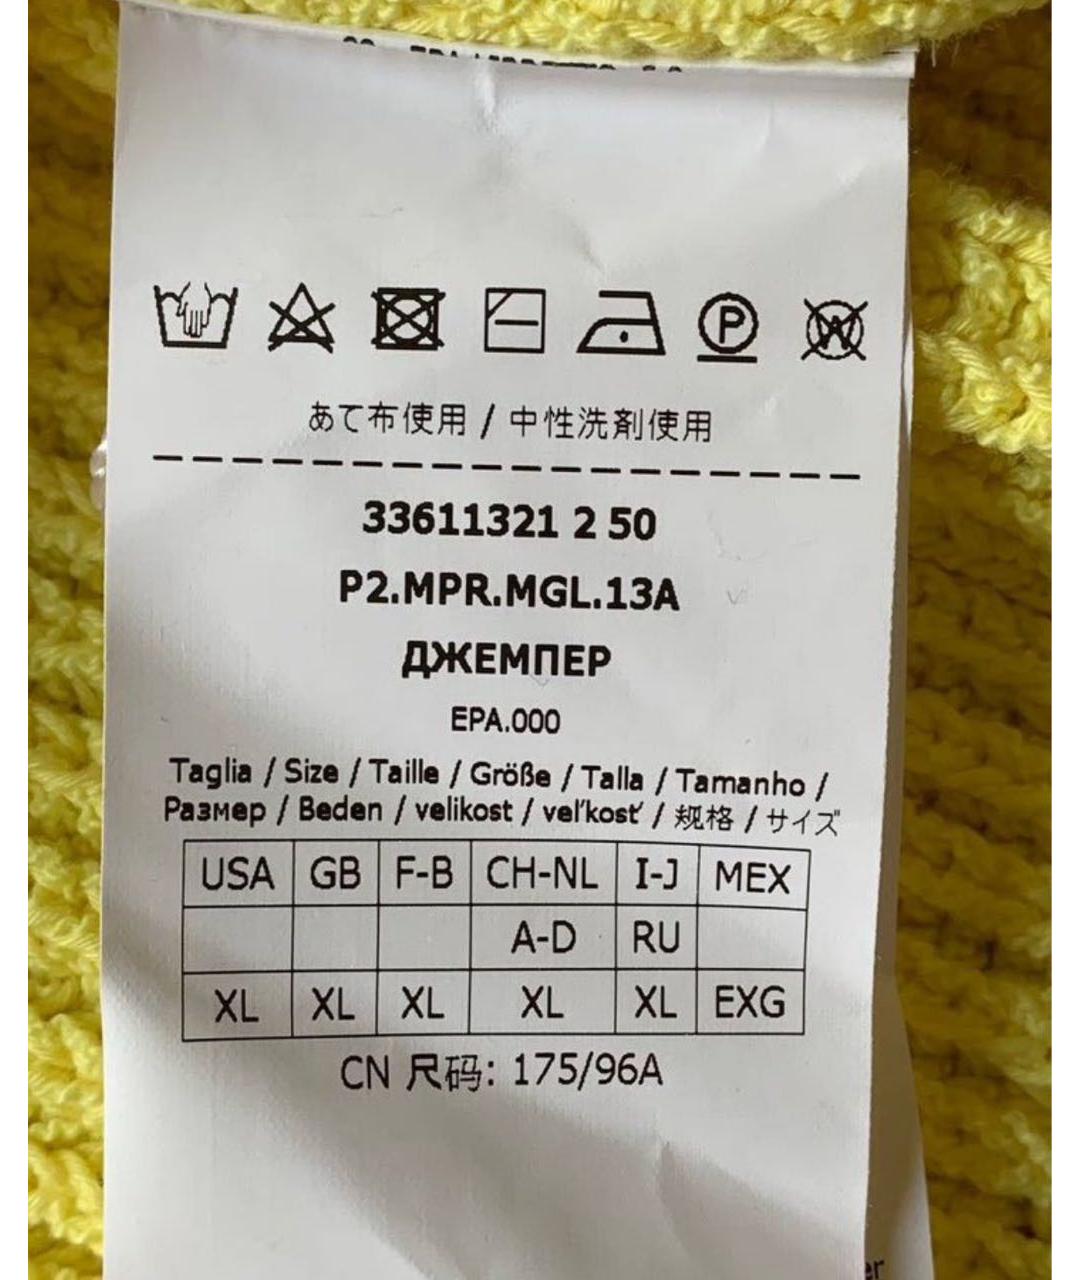 P W
あて布使用 / 中性洗剤使用
33611321 2 50
P2.MPR.MGL.13A
ДЖЕМПЕР
EPA.000
Taglia / Size / Taille / Größe / Talla / Tamanho /
Размер / Beden / velikost / veľkosť / 规格 / サイズ
USA GB F-B CH-NL I-J MEX
A-D RU
XL XL XL XL XL EXG
CN 尺码: 175/96A